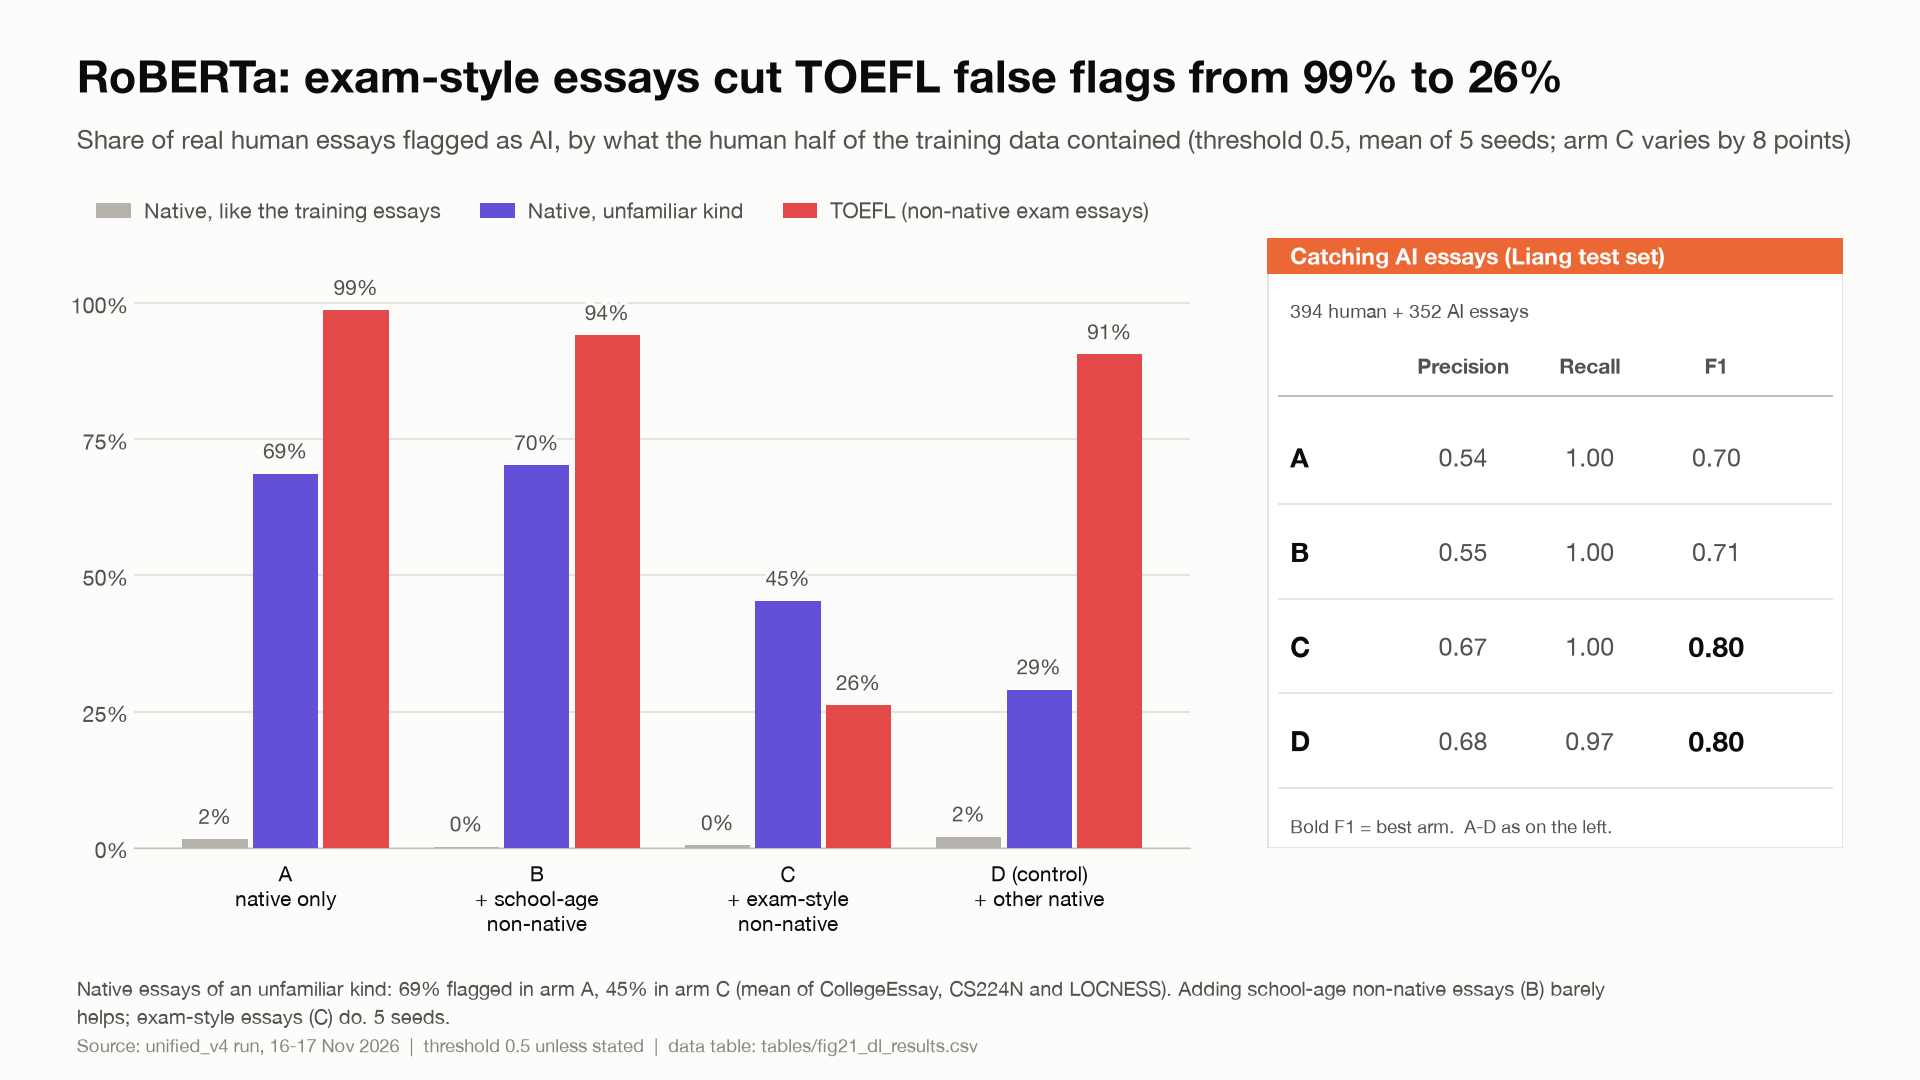 RoBERTa: exam-style essays cut TOEFL false flags from 99% to 26%
Share of real human essays flagged as AI, by what the human half of the training data contained (threshold 0.5, mean of 5 seeds; arm C varies by 8 points)
Native, like the training essays
Native, unfamiliar kind
TOEFL (non-native exam essays)
100%
75%
50%
25%
0%
2%
69%
99%
0%
70%
94%
0%
45%
26%
2%
29%
91%
A
native only
B
+ school-age
non-native
C
+ exam-style
non-native
D (control)
+ other native
Catching AI essays (Liang test set)
394 human + 352 AI essays
Precision Recall F1
A 0.54 1.00 0.70
B 0.55 1.00 0.71
C 0.67 1.00 0.80
D 0.68 0.97 0.80
Bold F1 = best arm. A-D as on the left.
Native essays of an unfamiliar kind: 69% flagged in arm A, 45% in arm C (mean of CollegeEssay, CS224N and LOCNESS). Adding school-age non-native essays (B) barely
helps; exam-style essays (C) do. 5 seeds.
Source: unified_v4 run, 16-17 Nov 2026 | threshold 0.5 unless stated | data table: tables/fig21_dl_results.csv